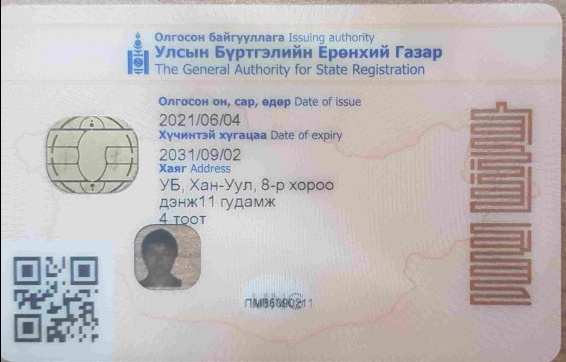 Олгосон байгууллага Issuing authority
Улсын Бүртгэлийн Ерөнхий Газар
The General Authority for State Registration
Олгосон он, сар, өдөр Date of issue
2021/06/04
Хүчинтэй хугацаа Date of expiry
2031/09/02
Хаяг Address
УБ, Хан-Уул, 8-р хороо
дэнж11 гудамж
4 тоот